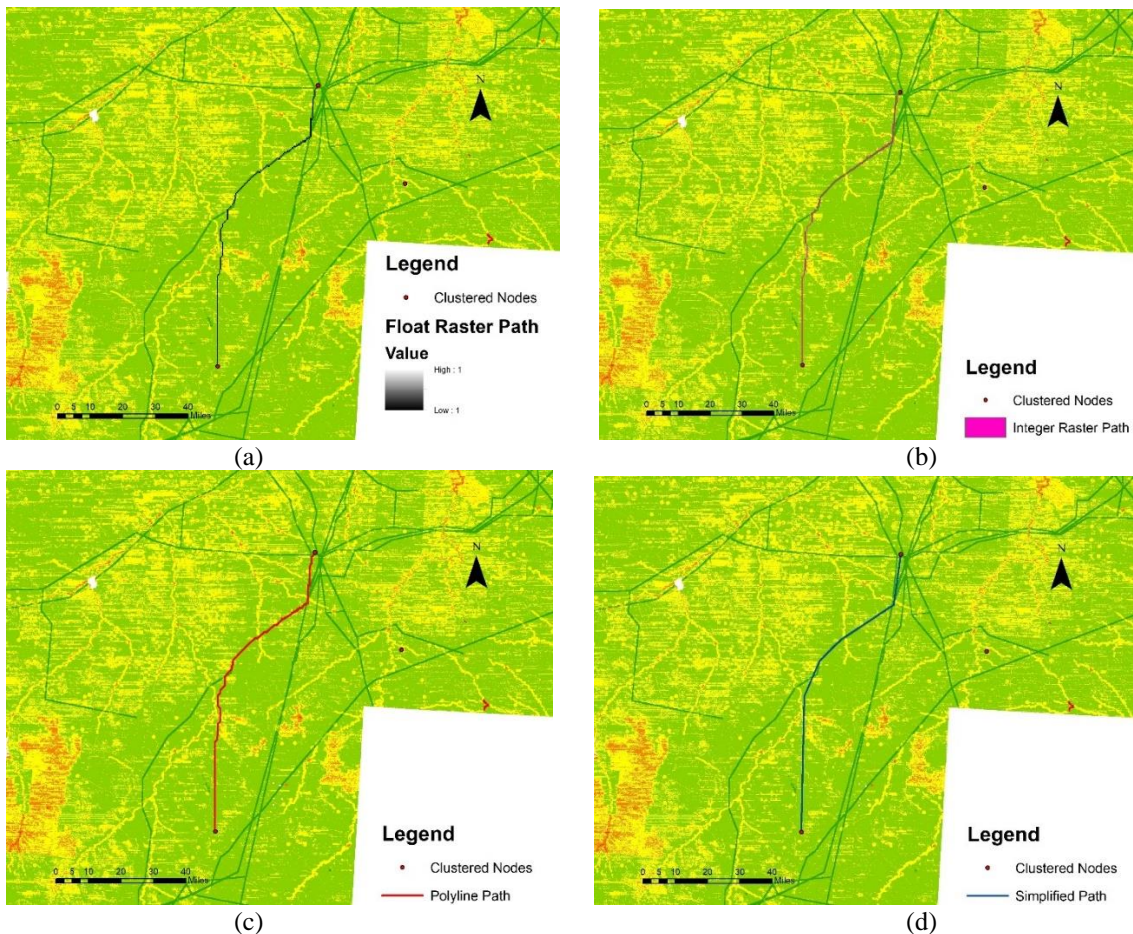 N
Legend
Clustered Nodes
Float Raster Path
Value
High : 1
Low : 1
0 5 10 20 30 40
Miles
(a)
N
Legend
Clustered Nodes
Integer Raster Path
0 5 10 20 30 40
Miles
(b)
N
Legend
Clustered Nodes
Polyline Path
0 5 10 20 30 40
Miles
(c)
N
Legend
Clustered Nodes
Simplified Path
0 5 10 20 30 40
Miles
(d)